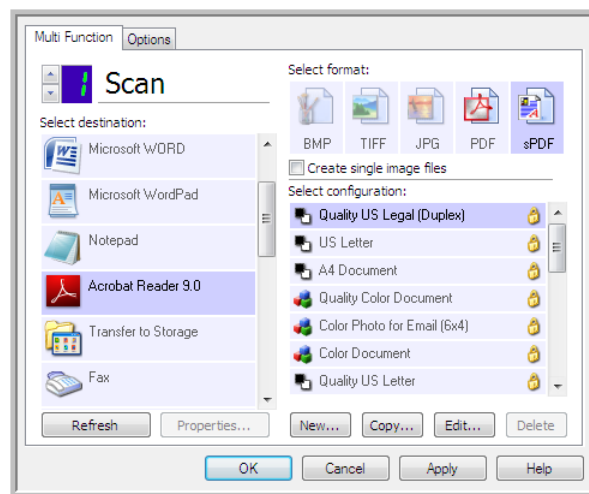 Multi Function
Options
1 Scan
Select destination:
Microsoft WORD
Microsoft WordPad
Notepad
Acrobat Reader 9.0
Transfer to Storage
Fax
Refresh
Properties...
Select format:
BMP TIFF JPG PDF sPDF
Create single image files
Select configuration:
Quality US Legal (Duplex)
US Letter
A4 Document
Quality Color Document
Color Photo for Email (6x4)
Color Document
Quality US Letter
New... Copy... Edit... Delete
OK Cancel Apply Help